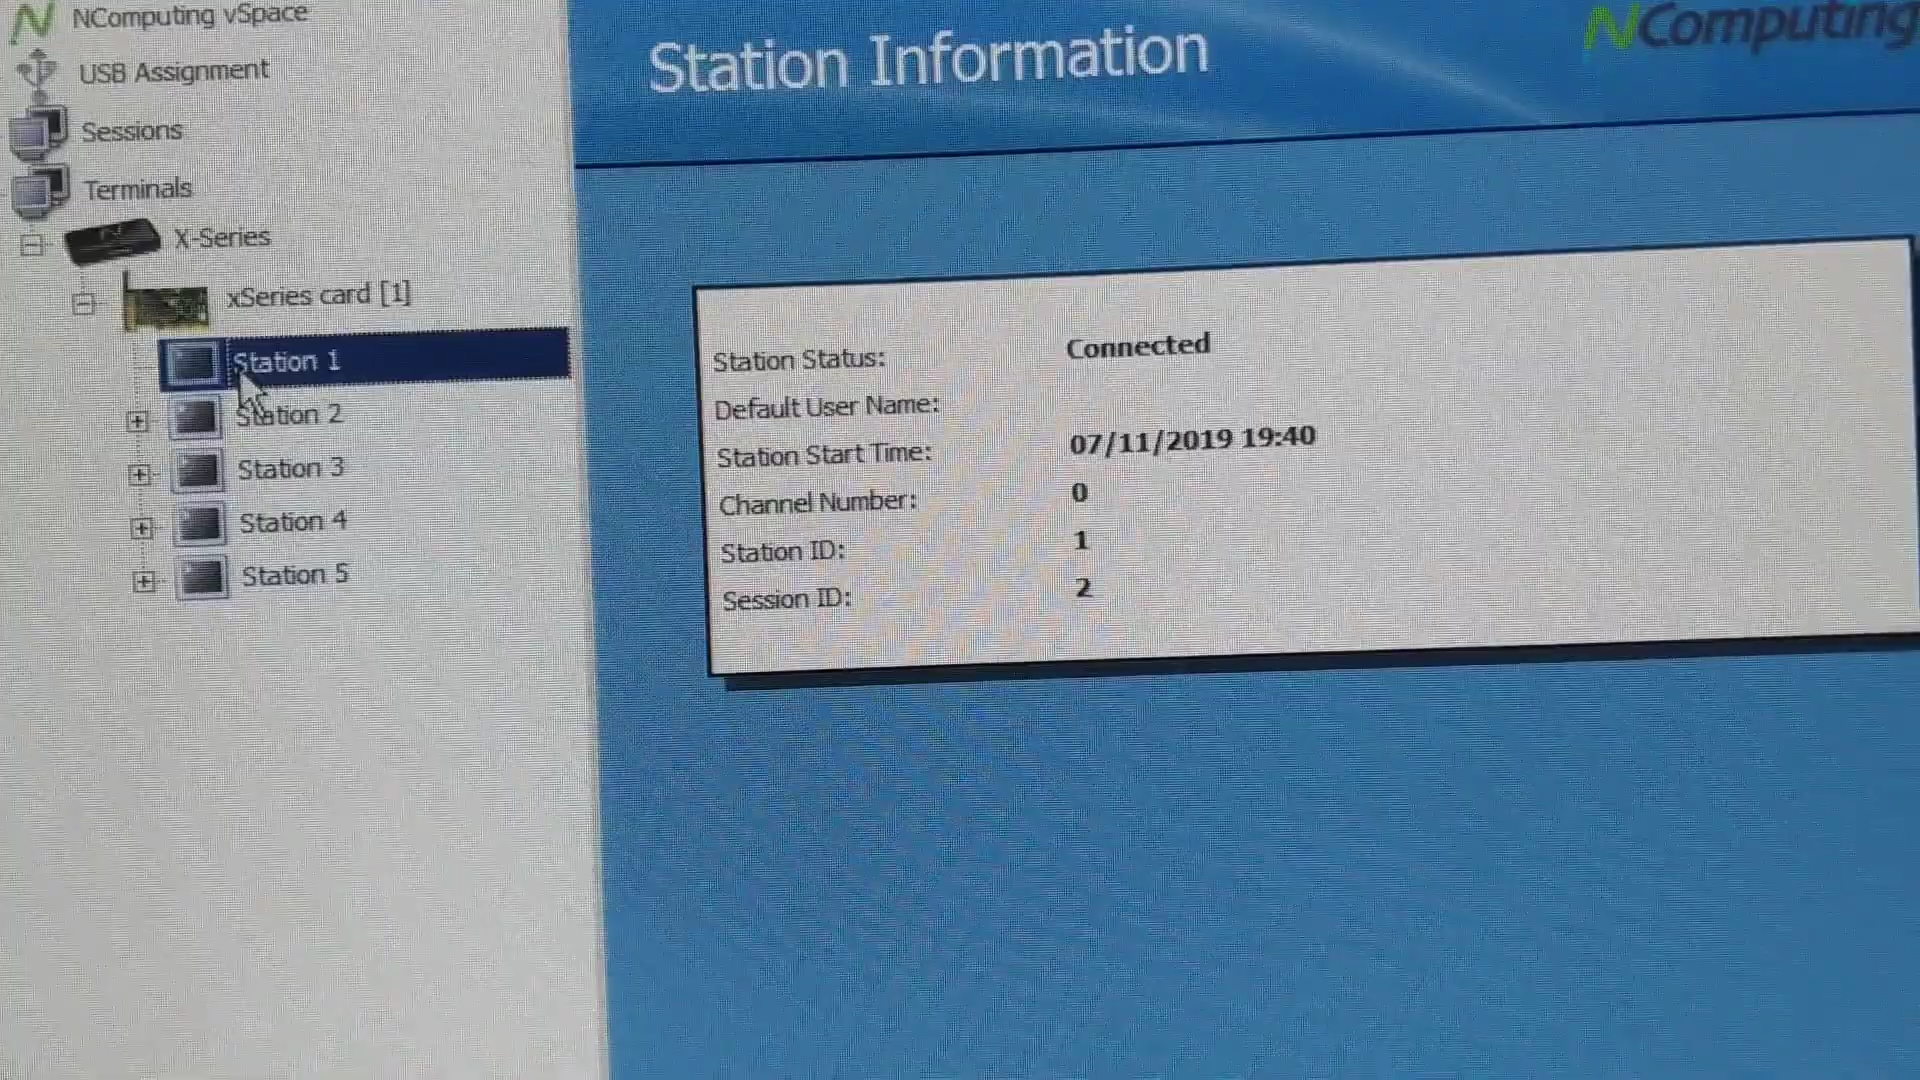 NComputing vSpace
USB Assignment
Sessions
Terminals
X-Series
xSeries card [1]
Station 1
Station 2
Station 3
Station 4
Station 5
NComputing
Station Information
Station Status: Connected
Default User Name:
Station Start Time: 07/11/2019 19:40
Channel Number: 0
Station ID: 1
Session ID: 2